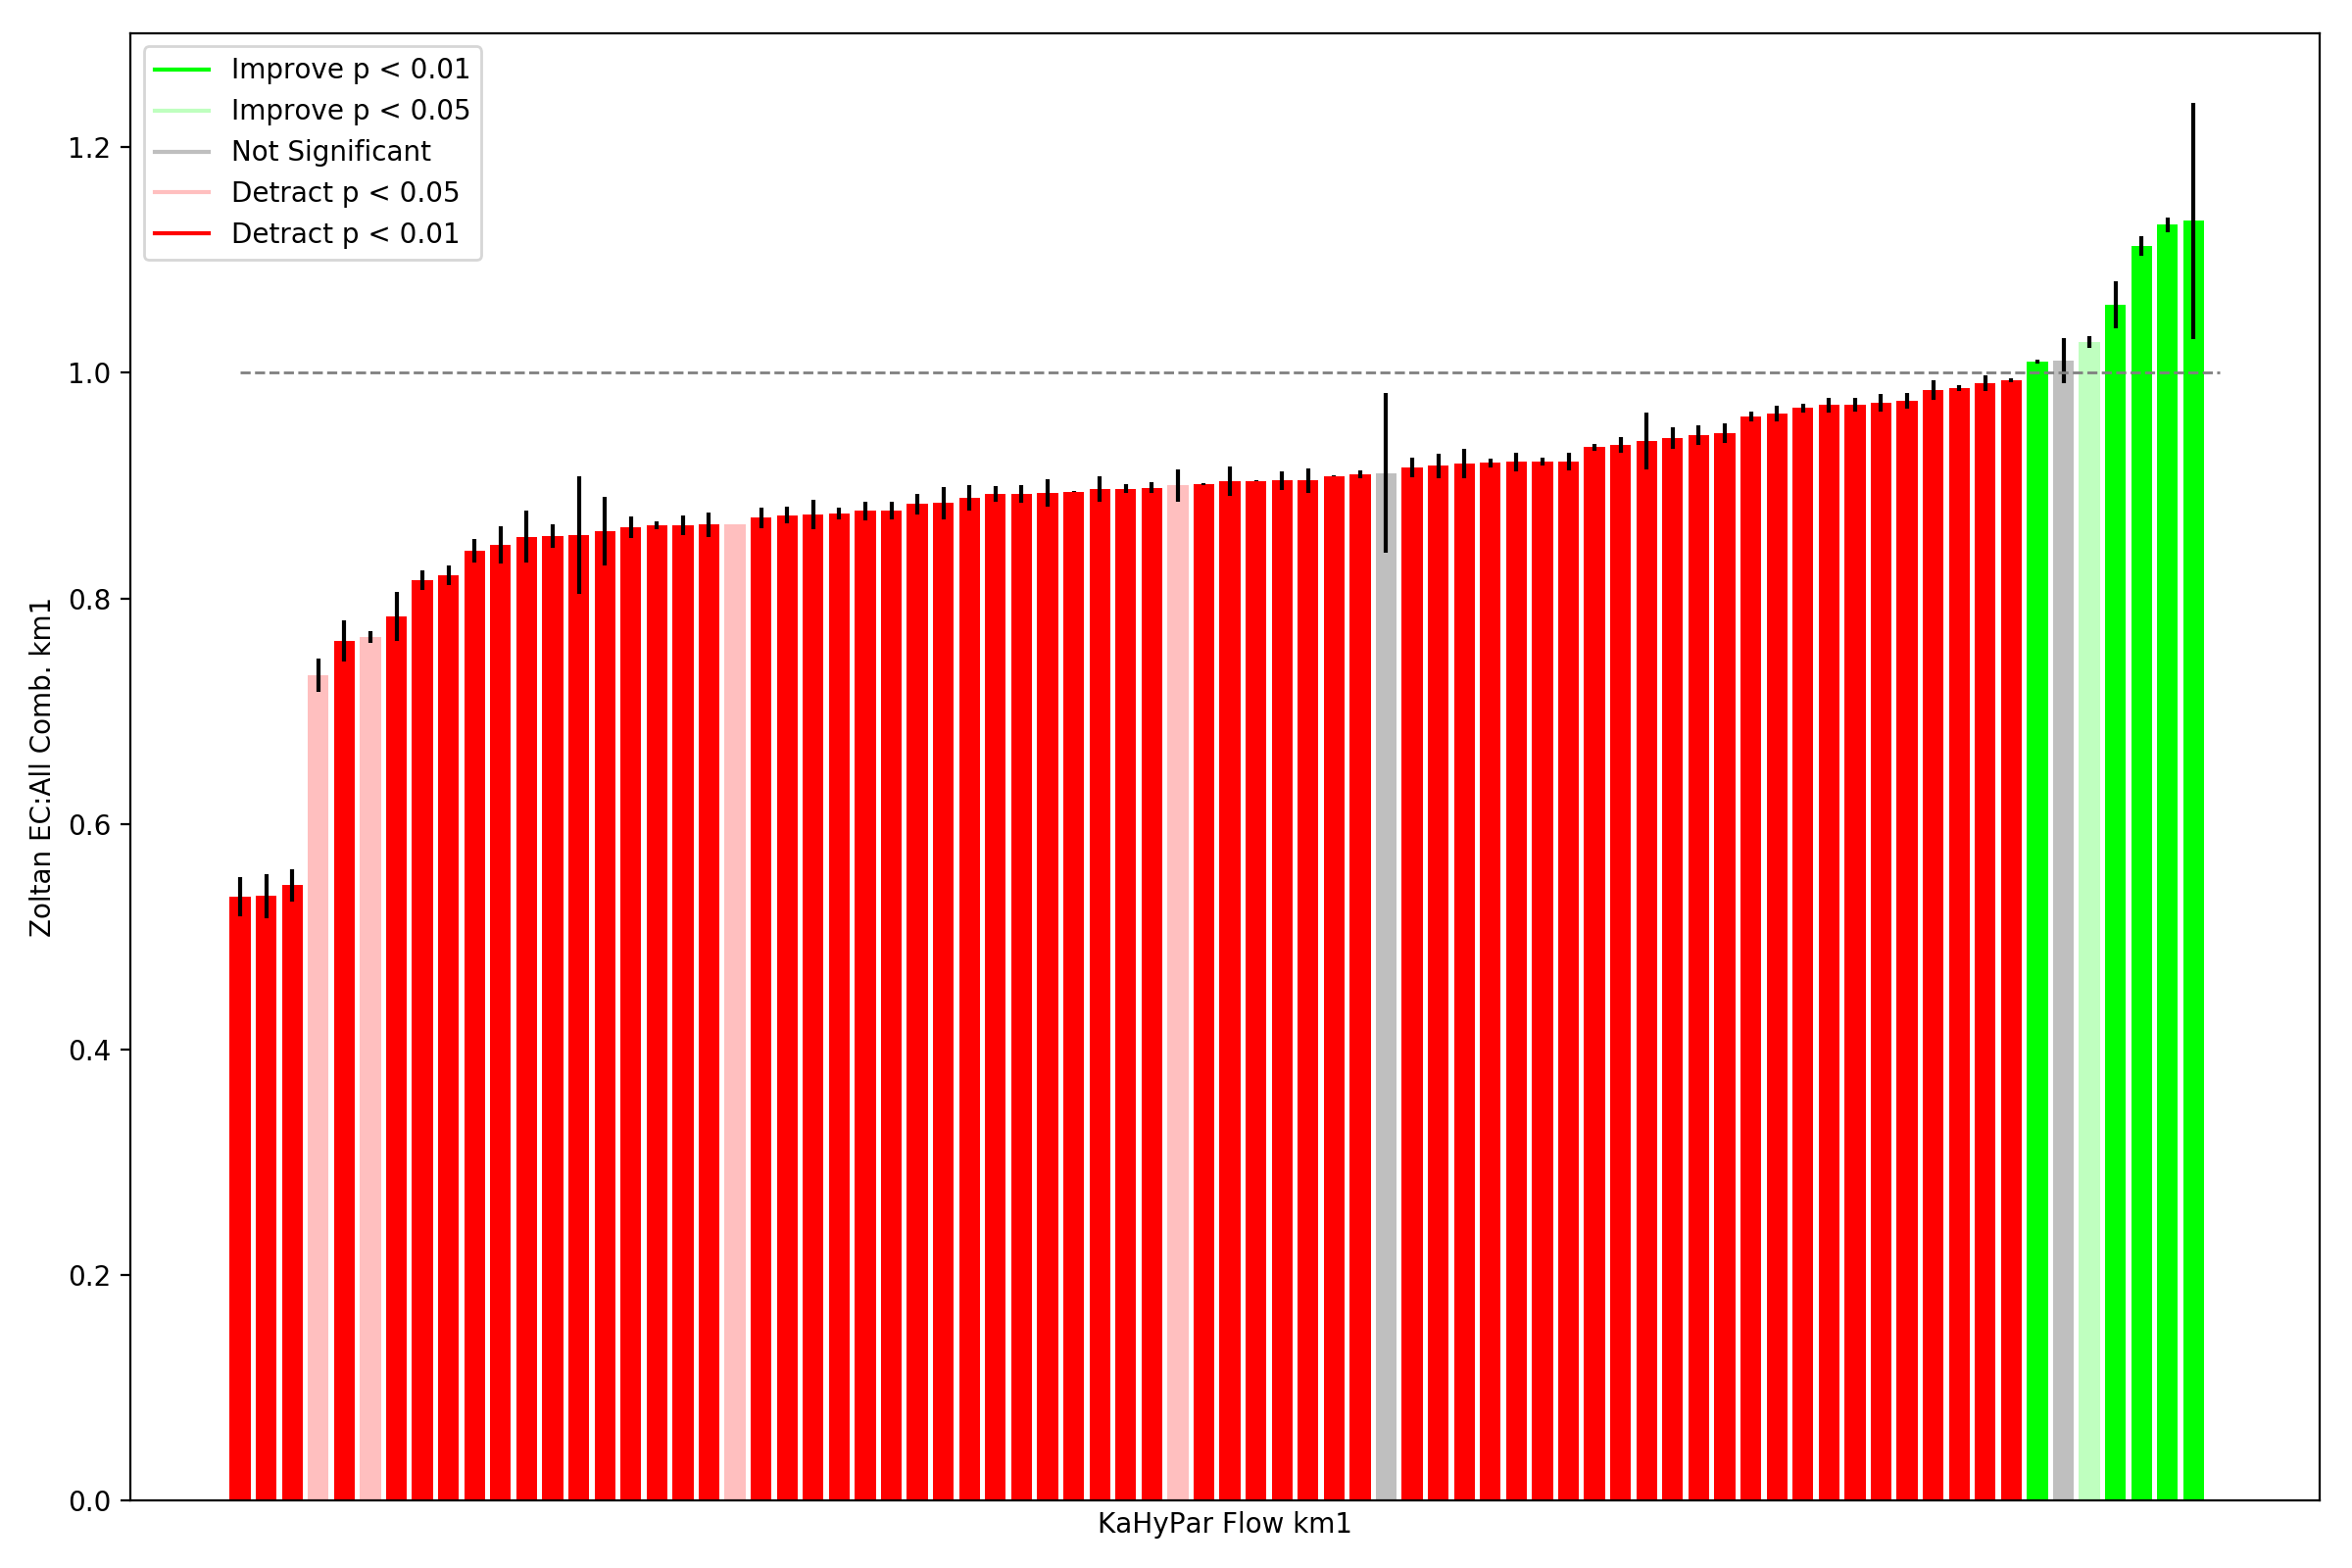 Improve p < 0.01
Improve p < 0.05
Not Significant
Detract p < 0.05
Detract p < 0.01
1.2
1.0
0.8
0.6
0.4
0.2
0.0
Zoltan EC:All Comb. km1
KaHyPar Flow km1